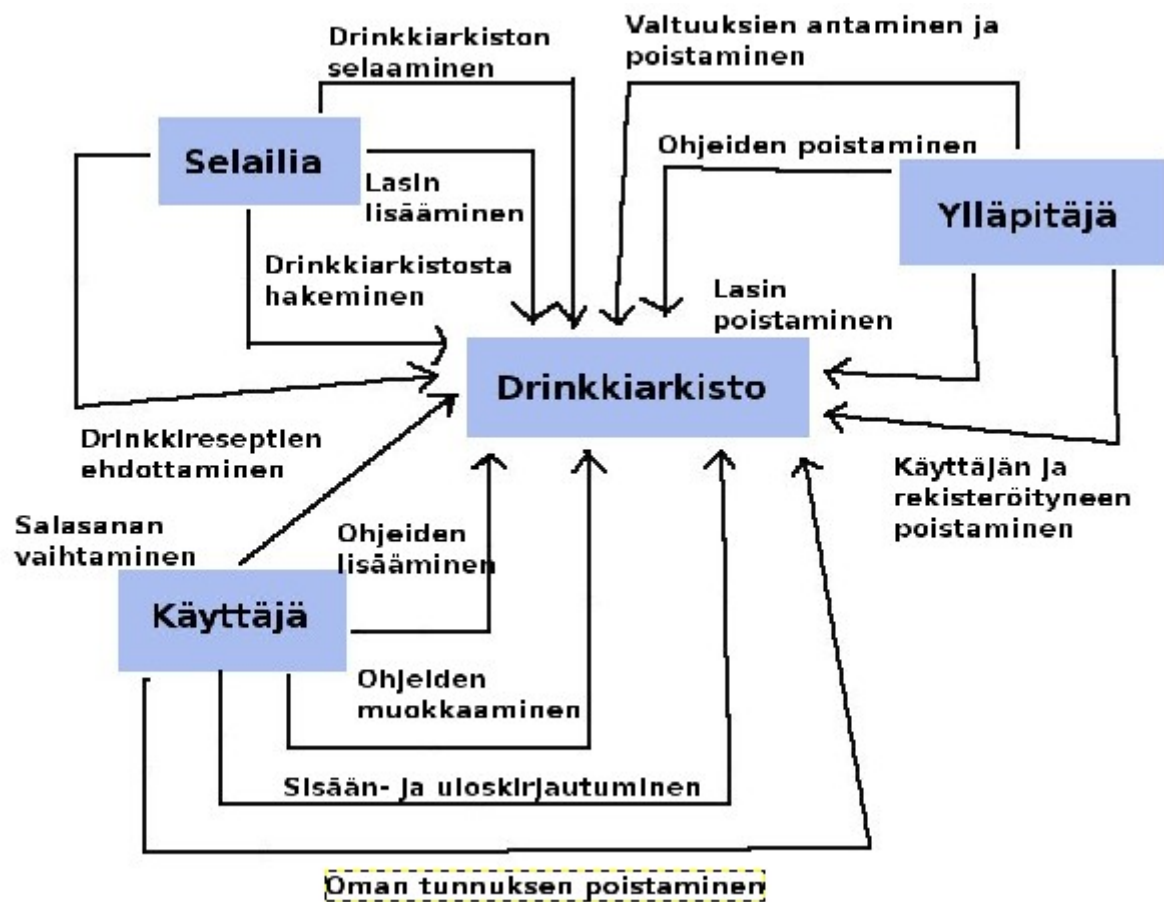 Drinkkiarkiston
selaaminen
Valtuuksien antaminen ja
poistaminen
Selailia
Lasin
lisääminen
Ohjeiden poistaminen
Ylläpitäjä
Drinkkiarkistosta
hakeminen
Lasin
poistaminen
Drinkkiarkisto
Drinkkireseptien
ehdottaminen
Käyttäjän ja
rekisteröityneen
poistaminen
Salasanan
vaihtaminen
Ohjeiden
lisääminen
Käyttäjä
Ohjeiden
muokkaaminen
Sisään- ja uloskirjautuminen
Oman tunnuksen poistaminen